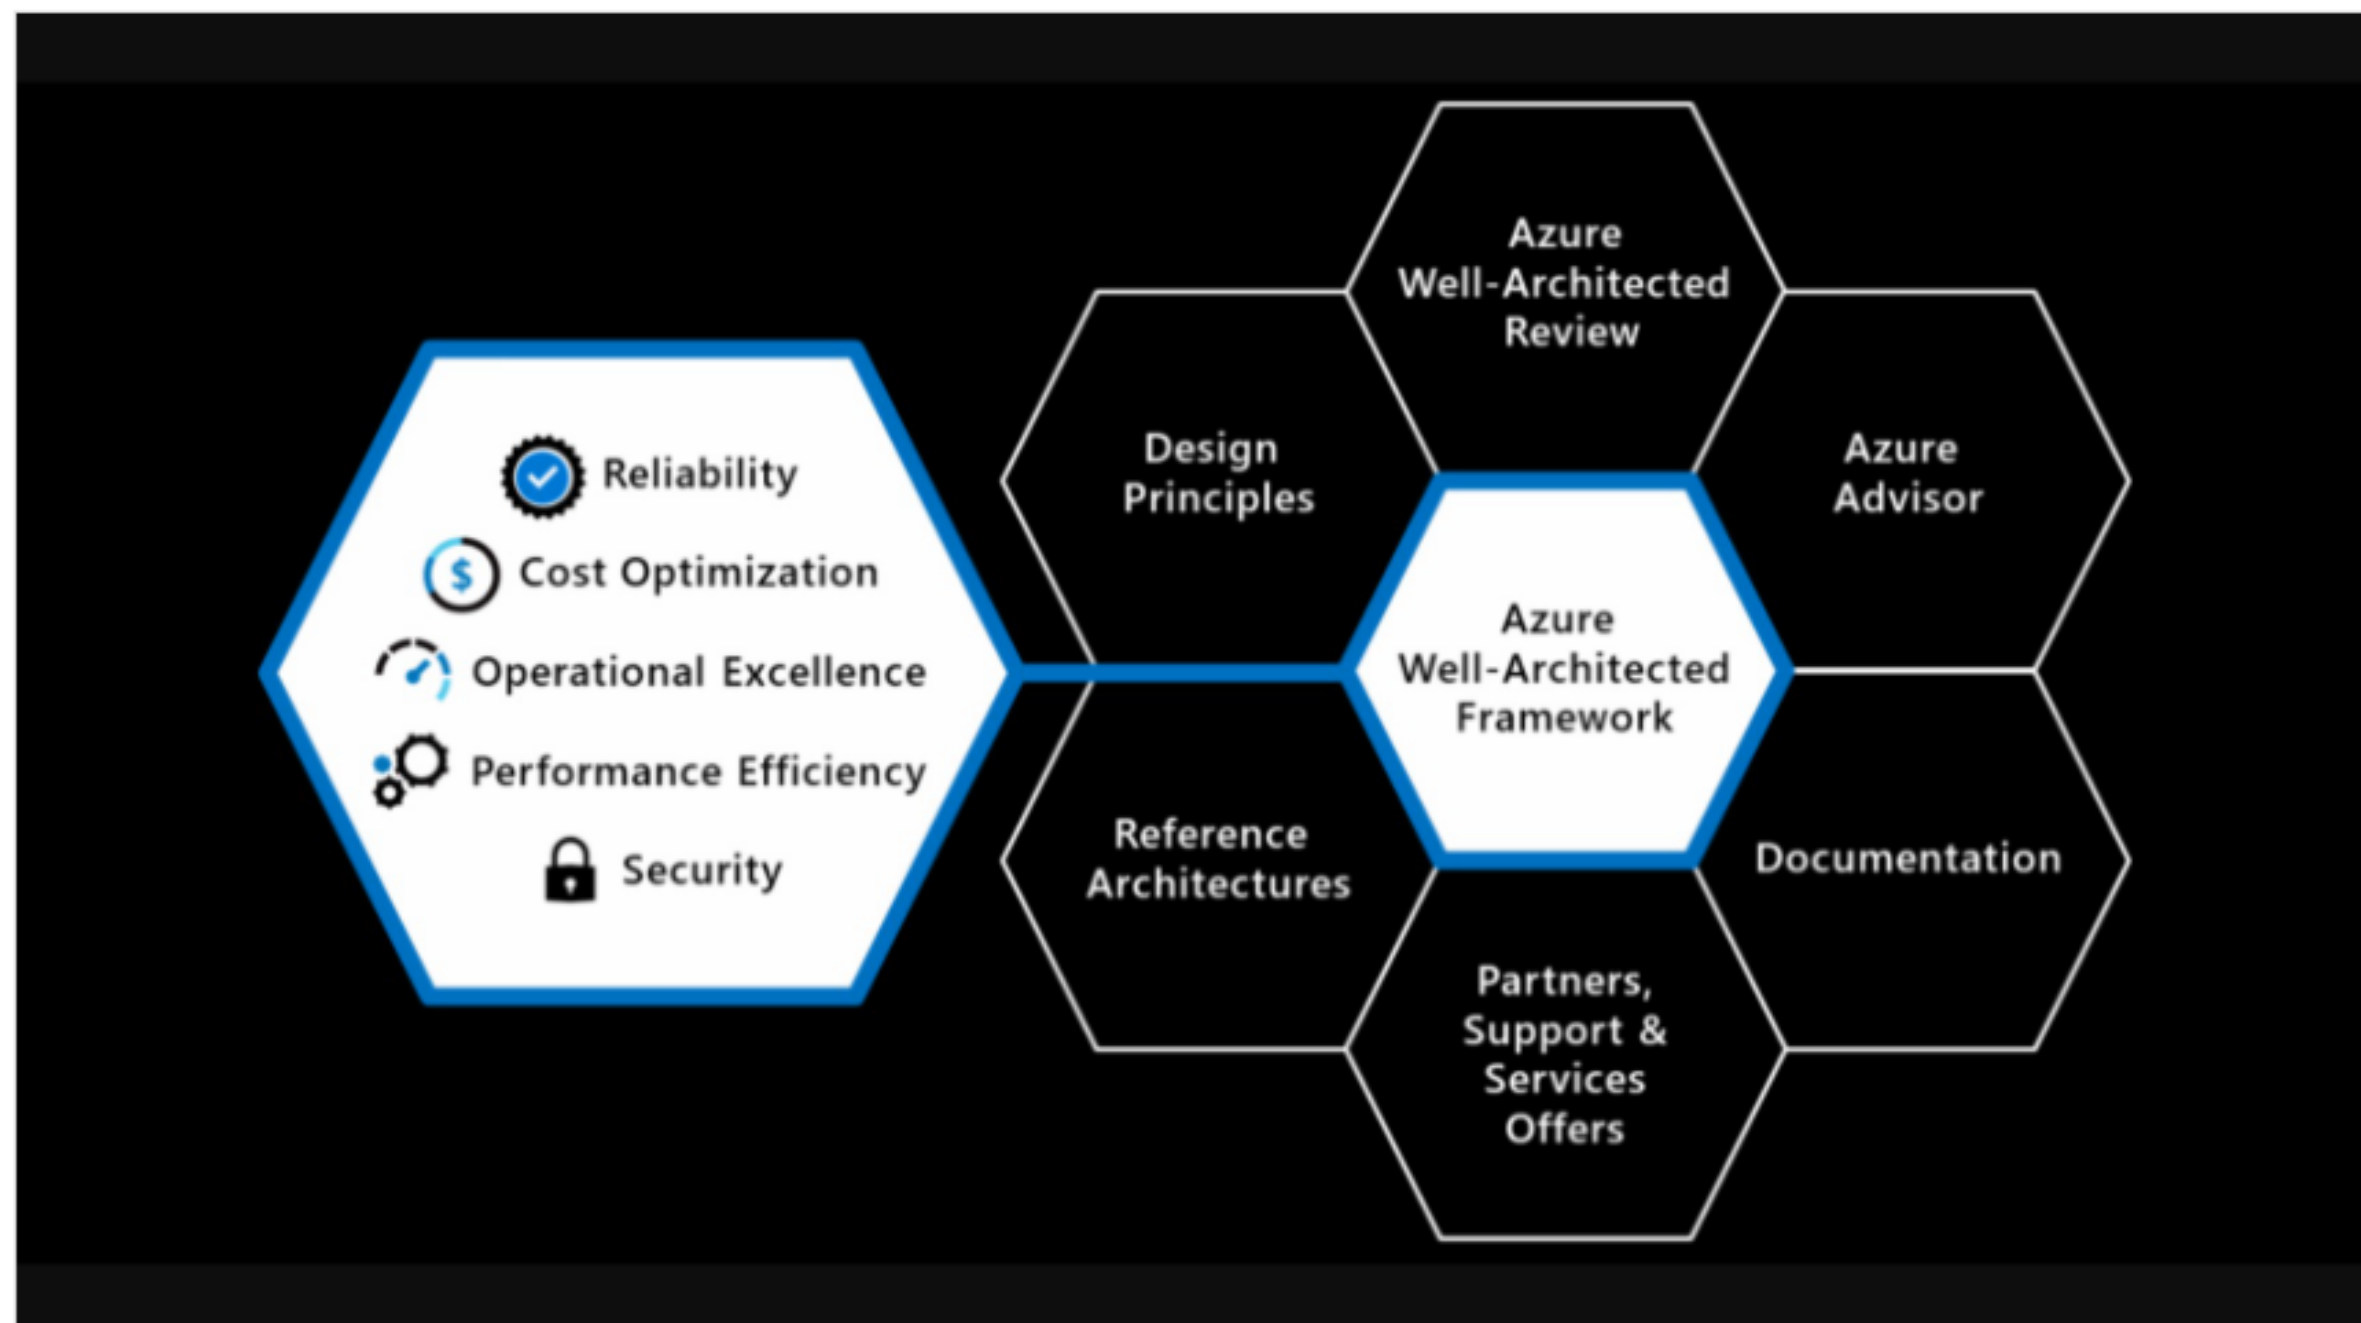 Reliability
$
Cost Optimization
Operational Excellence
Performance Efficiency
Security
Azure
Well-Architected
Review
Design
Principles
Azure
Advisor
Azure
Well-Architected
Framework
Reference
Architectures
Documentation
Partners,
Support &
Services
Offers